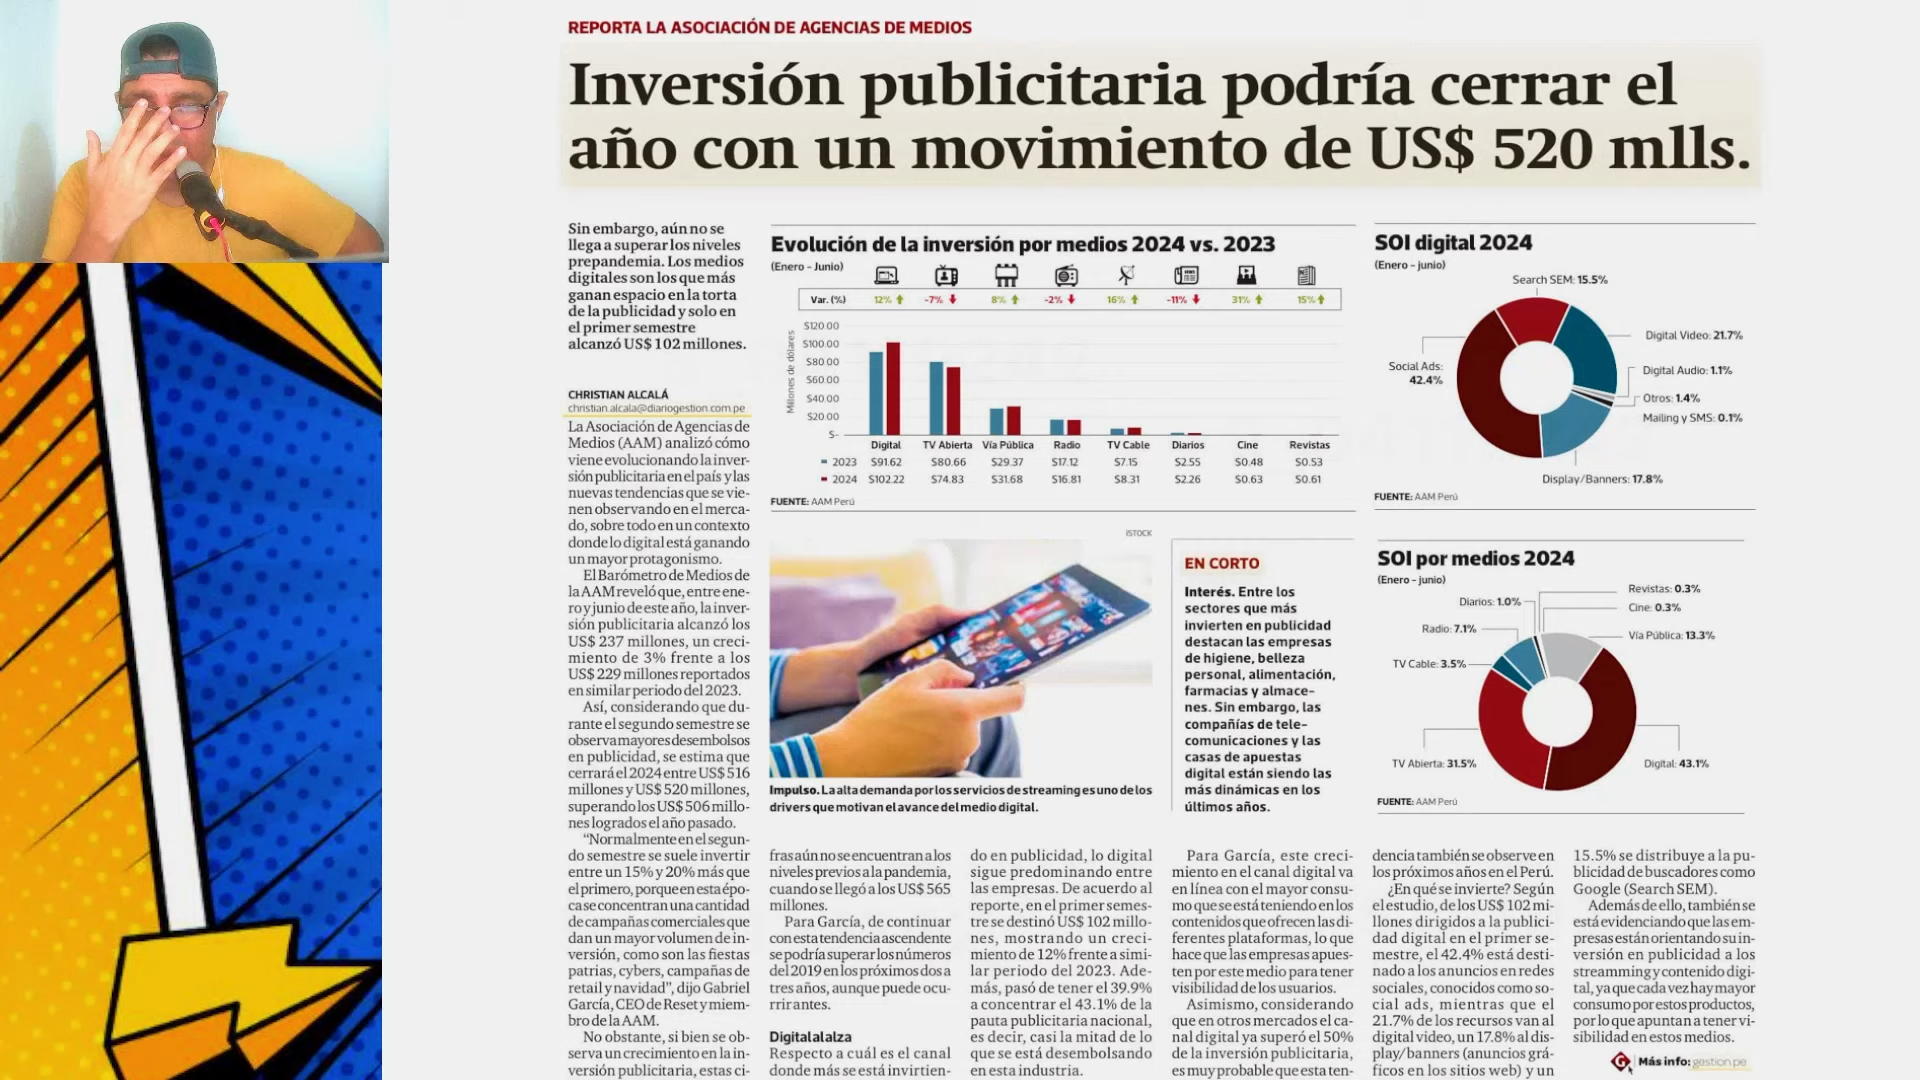 REPORTA LA ASOCIACIÓN DE AGENCIAS DE MEDIOS
Inversión publicitaria podría cerrar el
año con un movimiento de US$ 520 mlls.
Sin embargo, aún no se
llega a superar los niveles
prepandemia. Los medios
digitales son los que más
ganan espacio en la torta
de la publicidad y solo en
el primer semestre
alcanzó US$ 102 millones.
CHRISTIAN ALCALÁ
christian.alcala@diariogestion.com.pe
La Asociación de Agencias de
Medios (AAM) analizó cómo
viene evolucionando la inver-
sión publicitaria en el país y las
nuevas tendencias que se vie-
nen observando en el merca-
do, sobre todo en un contexto
donde lo digital está ganando
un mayor protagonismo.
El Barómetro de Medios de
la AAM reveló que, entre ene-
ro y junio de este año, la inver-
sión publicitaria alcanzó los
US$ 237 millones, un creci-
miento de 3% frente a los
US$ 229 millones reportados
en similar periodo del 2023.
Así, considerando que du-
rante el segundo semestre se
observa mayores desembolsos
en publicidad, se estima que
cerrará el 2024 entre US$ 516
millones y US$ 520 millones,
superando los US$ 506 millo-
nes logrados el año pasado.
“Normalmente en el segun-
do semestre se suele invertir
entre un 15% y 20% más que
el primero, porque en esta épo-
ca se concentran una cantidad
de campañas comerciales que
dan un mayor volumen de in-
versión, como son las fiestas
patrias, cybers, campañas de
retail y navidad”, dijo Gabriel
García, CEO de Reset y miem-
bro de la AAM.
No obstante, si bien se ob-
serva un crecimiento en la in-
versión publicitaria, estas ci-
Evolución de la inversión por medios 2024 vs. 2023
(Enero - Junio)
Var. (%) 12% -7% 8% -2% 16% -11% 31% 15%
Millones de dólares
$120.00
$100.00
$80.00
$60.00
$40.00
$20.00
$-
Digital TV Abierta Vía Pública Radio TV Cable Diarios Cine Revistas
2023 $91.62 $80.66 $29.37 $17.12 $7.15 $2.55 $0.48 $0.53
2024 $102.22 $74.83 $31.68 $16.81 $8.31 $2.26 $0.63 $0.61
FUENTE: AAM Perú
ISTOCK
Impulso. La alta demanda por los servicios de streaming es uno de los
drivers que motivan el avance del medio digital.
EN CORTO
Interés. Entre los
sectores que más
invierten en publicidad
destacan las empresas
de higiene, belleza
personal, alimentación,
farmacias y almace-
nes. Sin embargo, las
compañías de tele-
comunicaciones y las
casas de apuestas
digital están siendo las
más dinámicas en los
últimos años.
SOI digital 2024
(Enero - junio)
Search SEM: 15.5%
Digital Video: 21.7%
Digital Audio: 1.1%
Otros: 1.4%
Mailing y SMS: 0.1%
Display/Banners: 17.8%
Social Ads:
42.4%
FUENTE: AAM Perú
SOI por medios 2024
(Enero - junio)
Revistas: 0.3%
Cine: 0.3%
Diarios: 1.0%
Vía Pública: 13.3%
Radio: 7.1%
TV Cable: 3.5%
TV Abierta: 31.5%
Digital: 43.1%
FUENTE: AAM Perú
fras aún no se encuentran a los
niveles previos a la pandemia,
cuando se llegó a los US$ 565
millones.
Para García, de continuar
con esta tendencia ascendente
se podría superar los números
del 2019 en los próximos dos a
tres años, aunque puede ocu-
rrir antes.
Digital al alza
Respecto a cuál es el canal
donde más se está invirtien-
do en publicidad, lo digital
sigue predominando entre
las empresas. De acuerdo al
reporte, en el primer semes-
tre se destinó US$ 102 millo-
nes, mostrando un creci-
miento de 12% frente a simi-
lar periodo del 2023. Ade-
más, pasó de tener el 39.9%
a concentrar el 43.1% de la
pauta publicitaria nacional,
es decir, casi la mitad de lo
que se está desembolsando
en esta industria.
Para García, este creci-
miento en el canal digital va
en línea con el mayor consu-
mo que se está teniendo en los
contenidos que ofrecen las di-
ferentes plataformas, lo que
hace que las empresas apues-
ten por este medio para tener
visibilidad de los usuarios.
Asimismo, considerando
que en otros mercados el ca-
nal digital ya superó el 50%
de la inversión publicitaria,
es muy probable que esta ten-
dencia también se observe en
los próximos años en el Perú.
¿En qué se invierte? Según
el estudio, de los US$ 102 mi-
llones dirigidos a la publici-
dad digital en el primer se-
mestre, el 42.4% está desti-
nado a los anuncios en redes
sociales, conocidos como so-
cial ads, mientras que el
21.7% de los recursos van al
digital video, un 17.8% al dis-
play/banners (anuncios grá-
ficos en los sitios web) y un
15.5% se distribuye a la pu-
blicidad de buscadores como
Google (Search SEM).
Además de ello, también se
está evidenciando que las em-
presas están orientando su in-
versión en publicidad a los
streamming y contenido digi-
tal, ya que cada vez hay mayor
consumo por estos productos,
por lo que apuntan a tener vi-
sibilidad en estos medios.
G Más info: gestion.pe